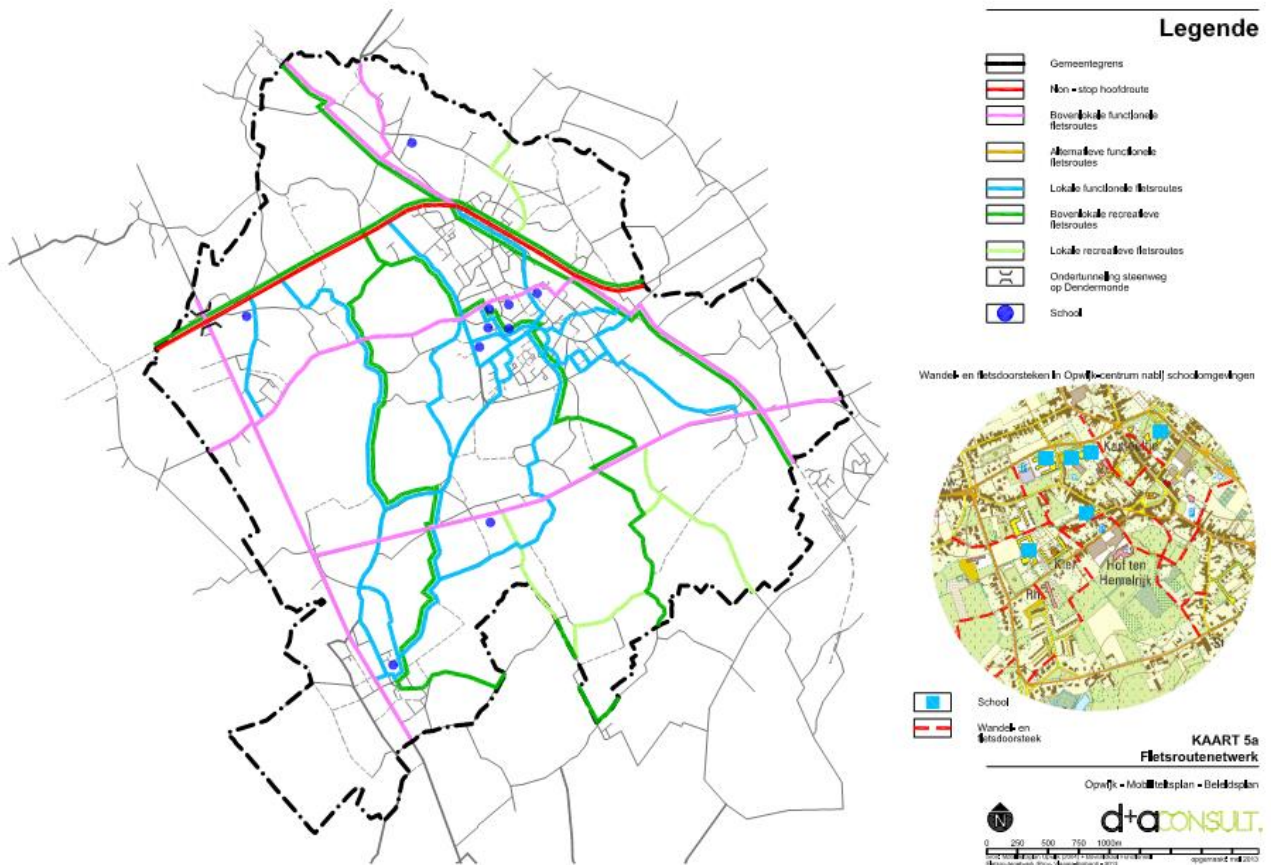 Legende
Gemeentegrens
Non - stop hoofdroute
Bovenlokale functionele
fietsroutes
Alternatieve functionele
fietsroutes
Lokale functionele fietsroutes
Bovenlokale recreatieve
fietsroutes
Lokale recreatieve fietsroutes
Ondertunneling steenweg
op Dendermonde
School
Wandel- en fietsdoorsteken in Opwijk-centrum nabij schoolomgevingen
Klei
Hof ten
Hemelrijk
School
Wandel- en
fietsdoorsteek
KAART 5a
Fietsroutenetwerk
Opwijk - Mobiliteitsplan - Beleidsplan
N
d+aCONSULT.
0 250 500 750 1000m
opgemaakt: mei 2013